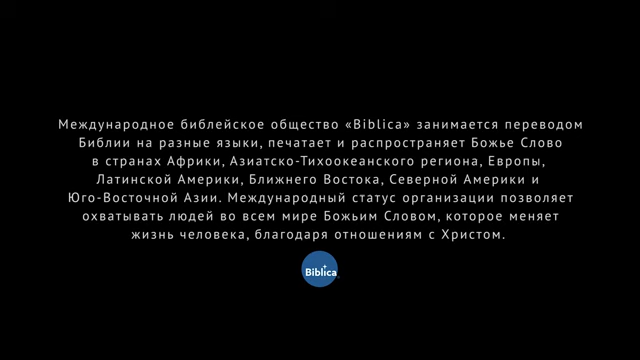 Международное библейское общество «Biblica» занимается переводом
Библии на разные языки, печатает и распространяет Божье Слово
в странах Африки, Азиатско-Тихоокеанского региона, Европы,
Латинской Америки, Ближнего Востока, Северной Америки и
Юго-Восточной Азии. Международный статус организации позволяет
охватывать людей во всем мире Божьим Словом, которое меняет
жизнь человека, благодаря отношениям с Христом.
Biblica